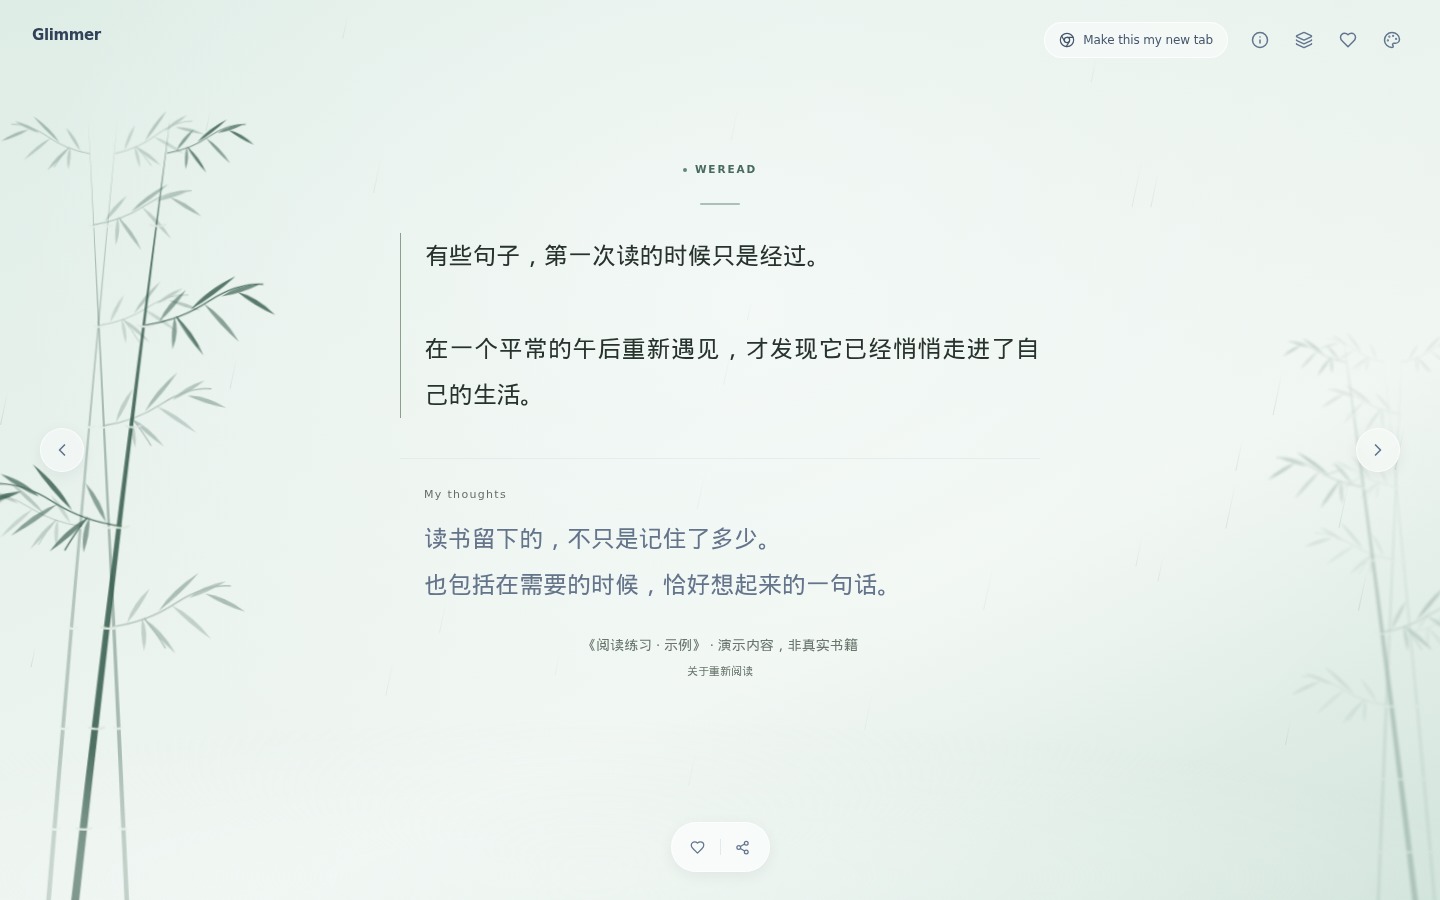 Glimmer
Make this my new tab
• WEREAD
有些句子，第一次读的时候只是经过。
在一个平常的午后重新遇见，才发现它已经悄悄走进了自
己的生活。
My thoughts
读书留下的，不只是记住了多少。
也包括在需要的时候，恰好想起来的一句话。
《阅读练习 · 示例》 · 演示内容，非真实书籍
关于重新阅读